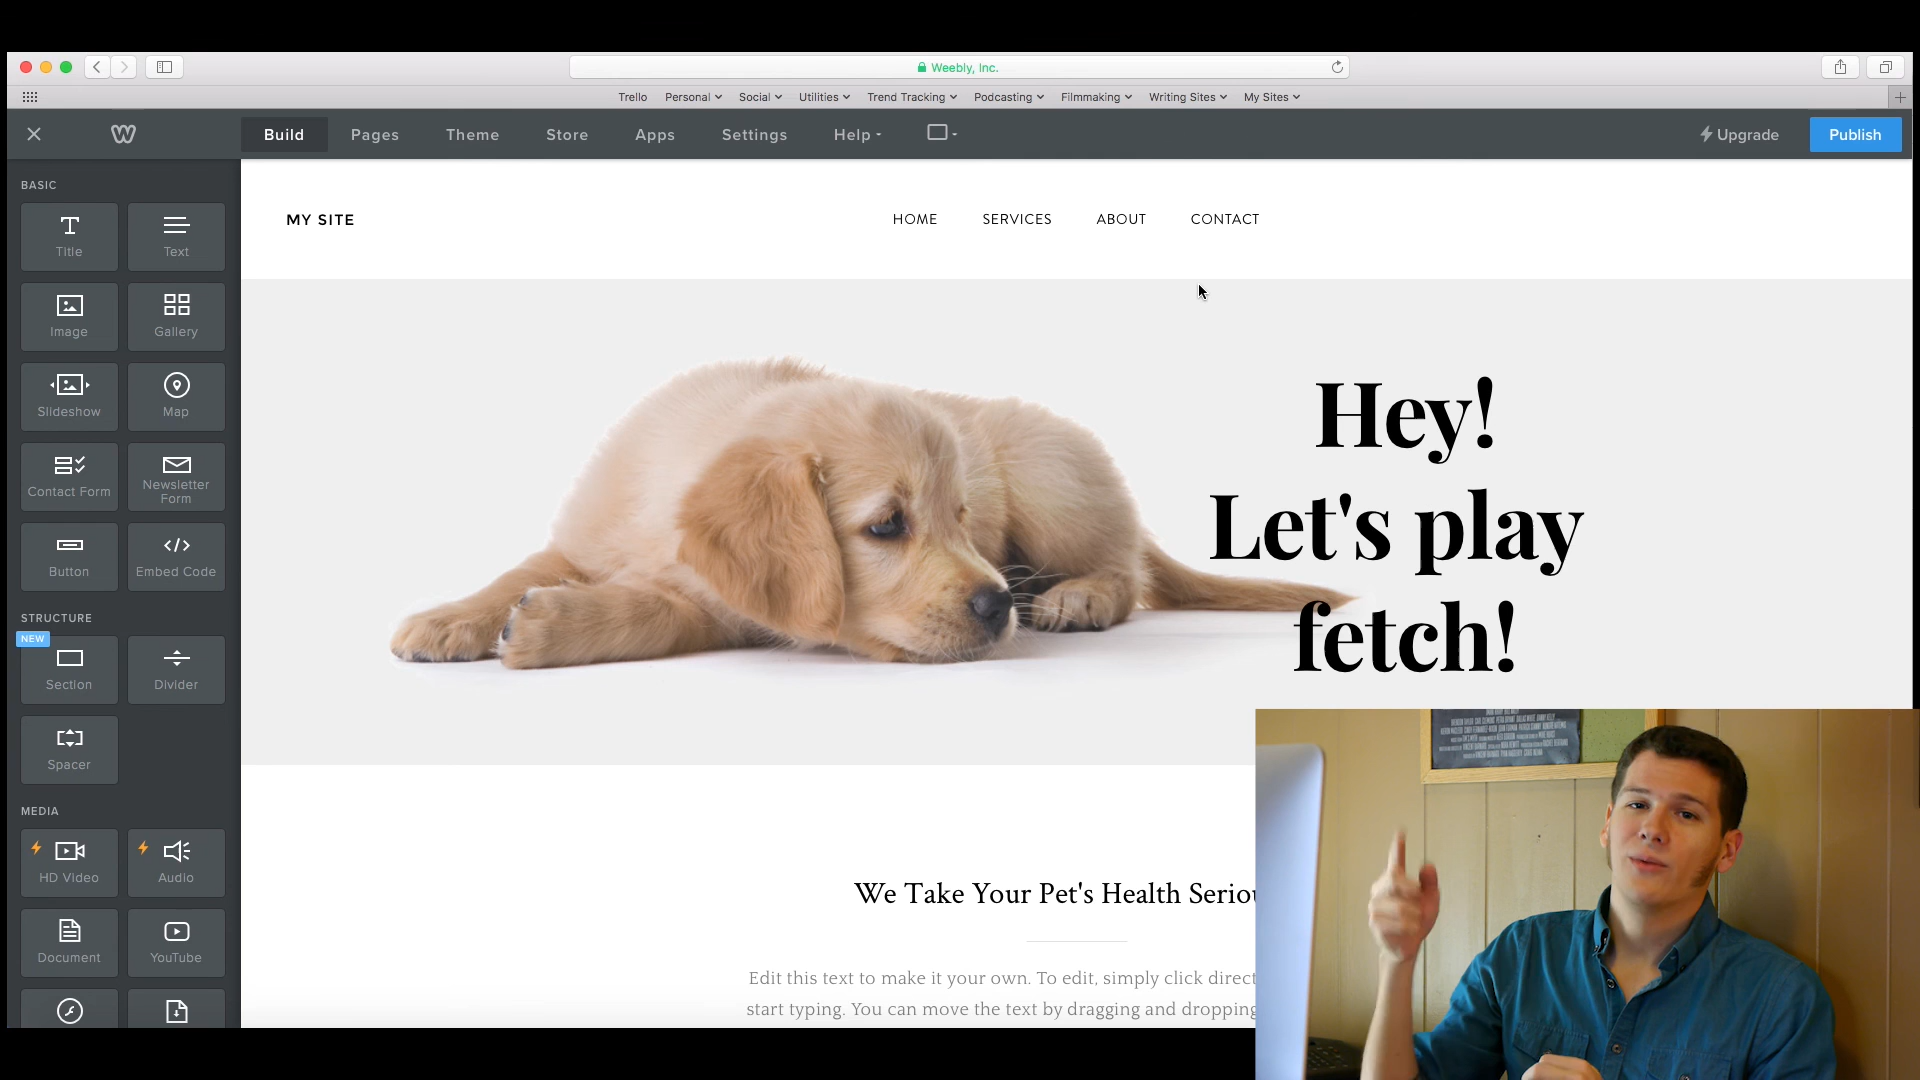 Weebly, Inc.
Trello Personal Social Utilities Trend Tracking Podcasting Filmmaking Writing Sites My Sites
Build Pages Theme Store Apps Settings Help Upgrade Publish
BASIC
Title Text
Image Gallery
Slideshow Map
Contact Form Newsletter
Form
Button Embed Code
STRUCTURE
NEW
Section Divider
Spacer
MEDIA
HD Video Audio
Document YouTube
MY SITE HOME SERVICES ABOUT CONTACT
Hey!
Let's play
fetch!
We Take Your Pet's Health Seriou
Edit this text to make it your own. To edit, simply click direct
start typing. You can move the text by dragging and dropping